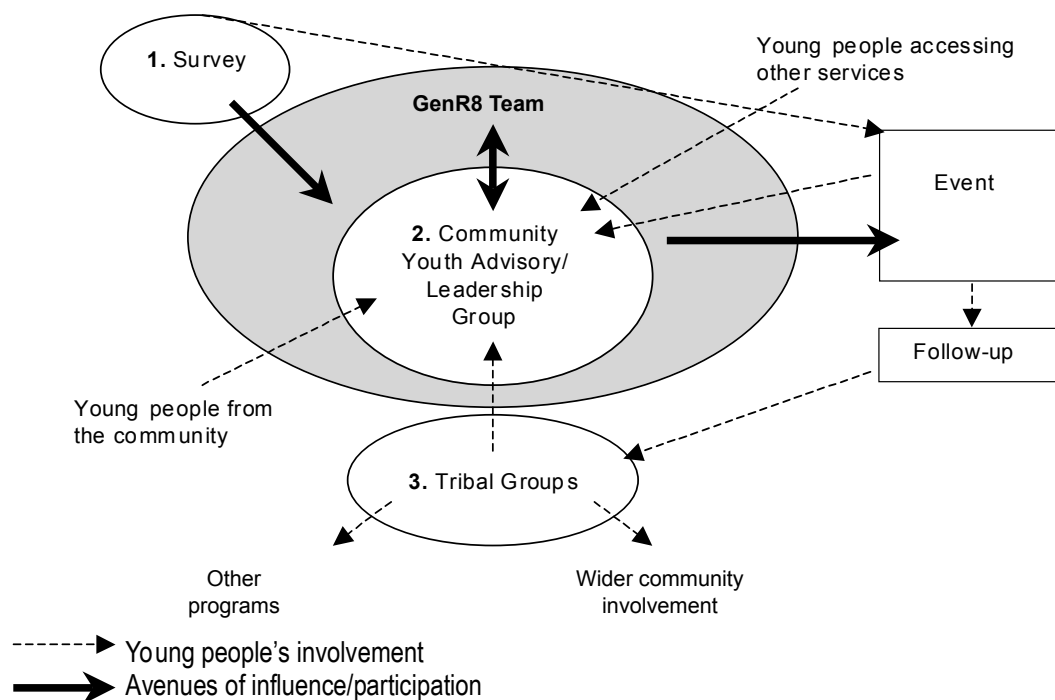 1. Survey
Young people accessing
other services
GenR8 Team
Event
2. Community
Youth Advisory/
Leadership
Group
Follow-up
Young people from
the community
3. Tribal Groups
Other
programs
Wider community
involvement
Young people's involvement
Avenues of influence/participation